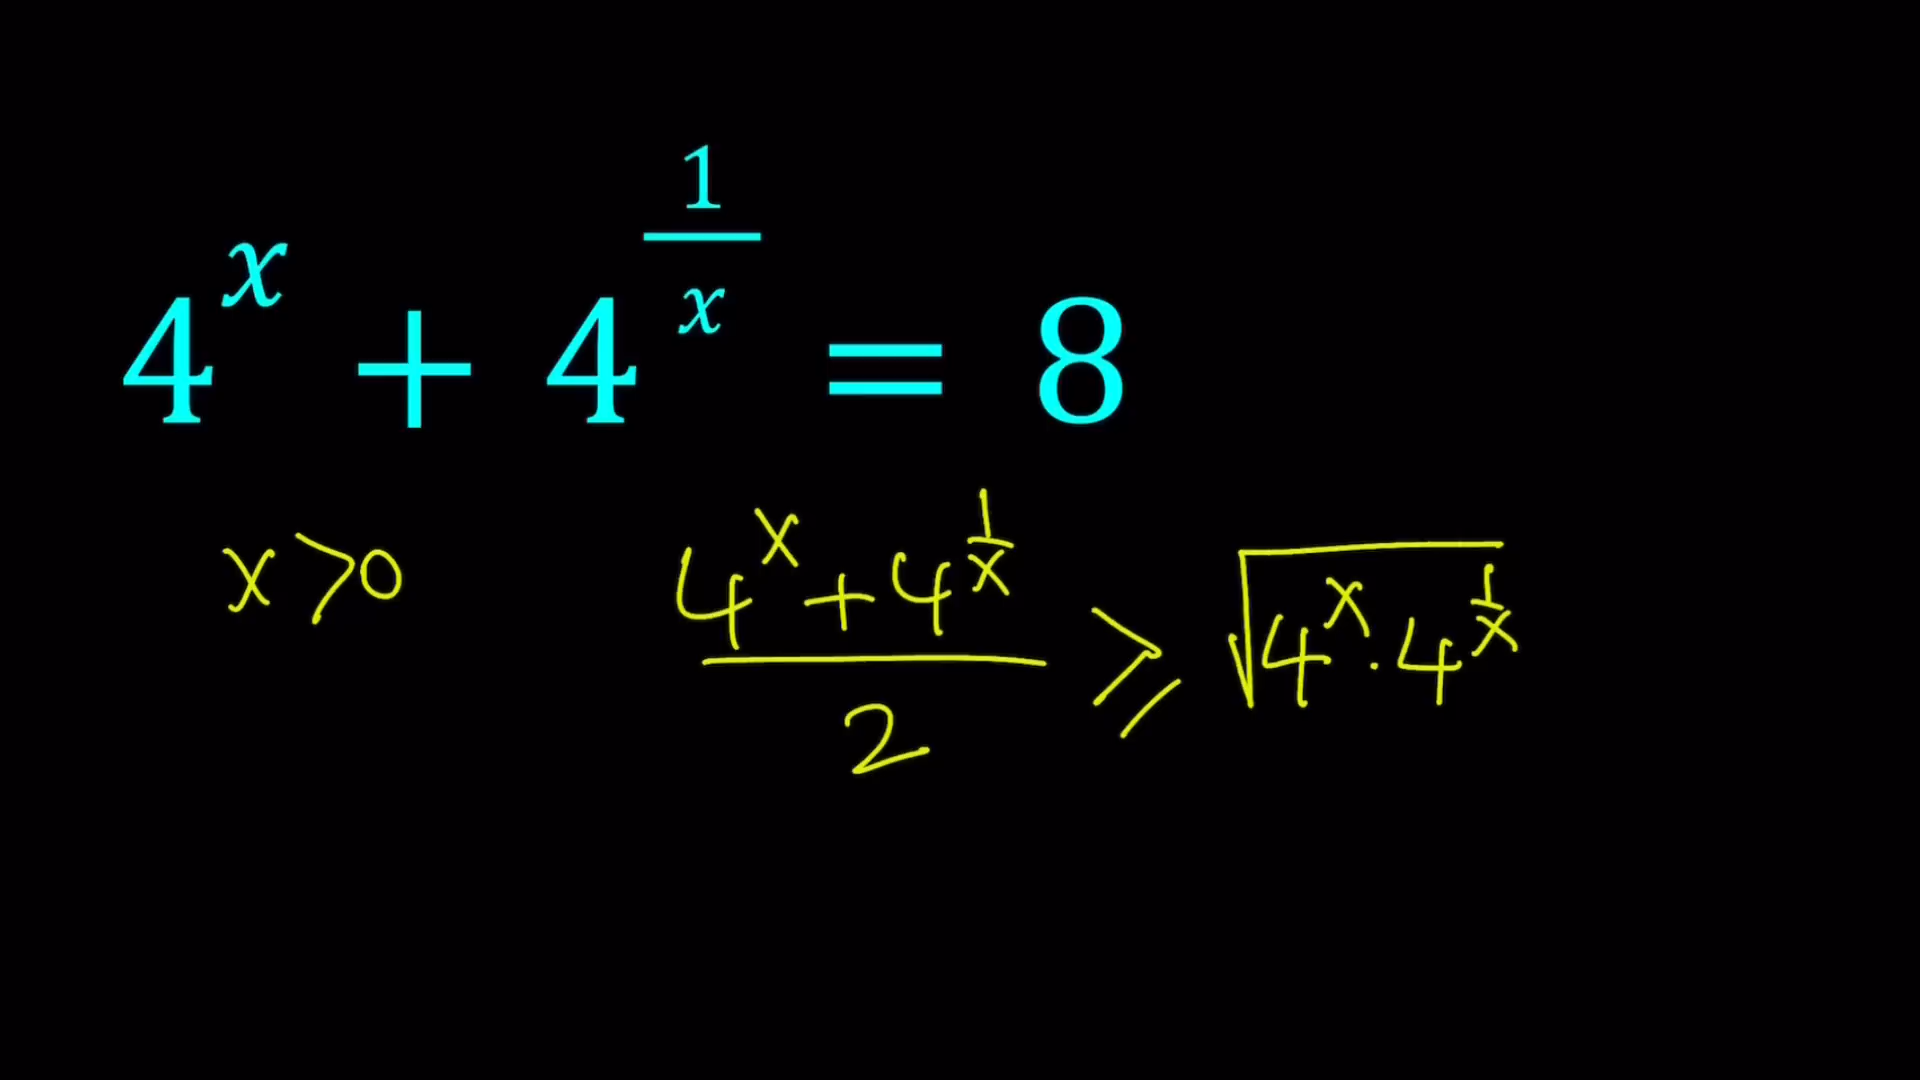 4^x + 4^(1/x) = 8
x > 0
(4^x + 4^(1/x))/2 ≥ √(4^x · 4^(1/x))